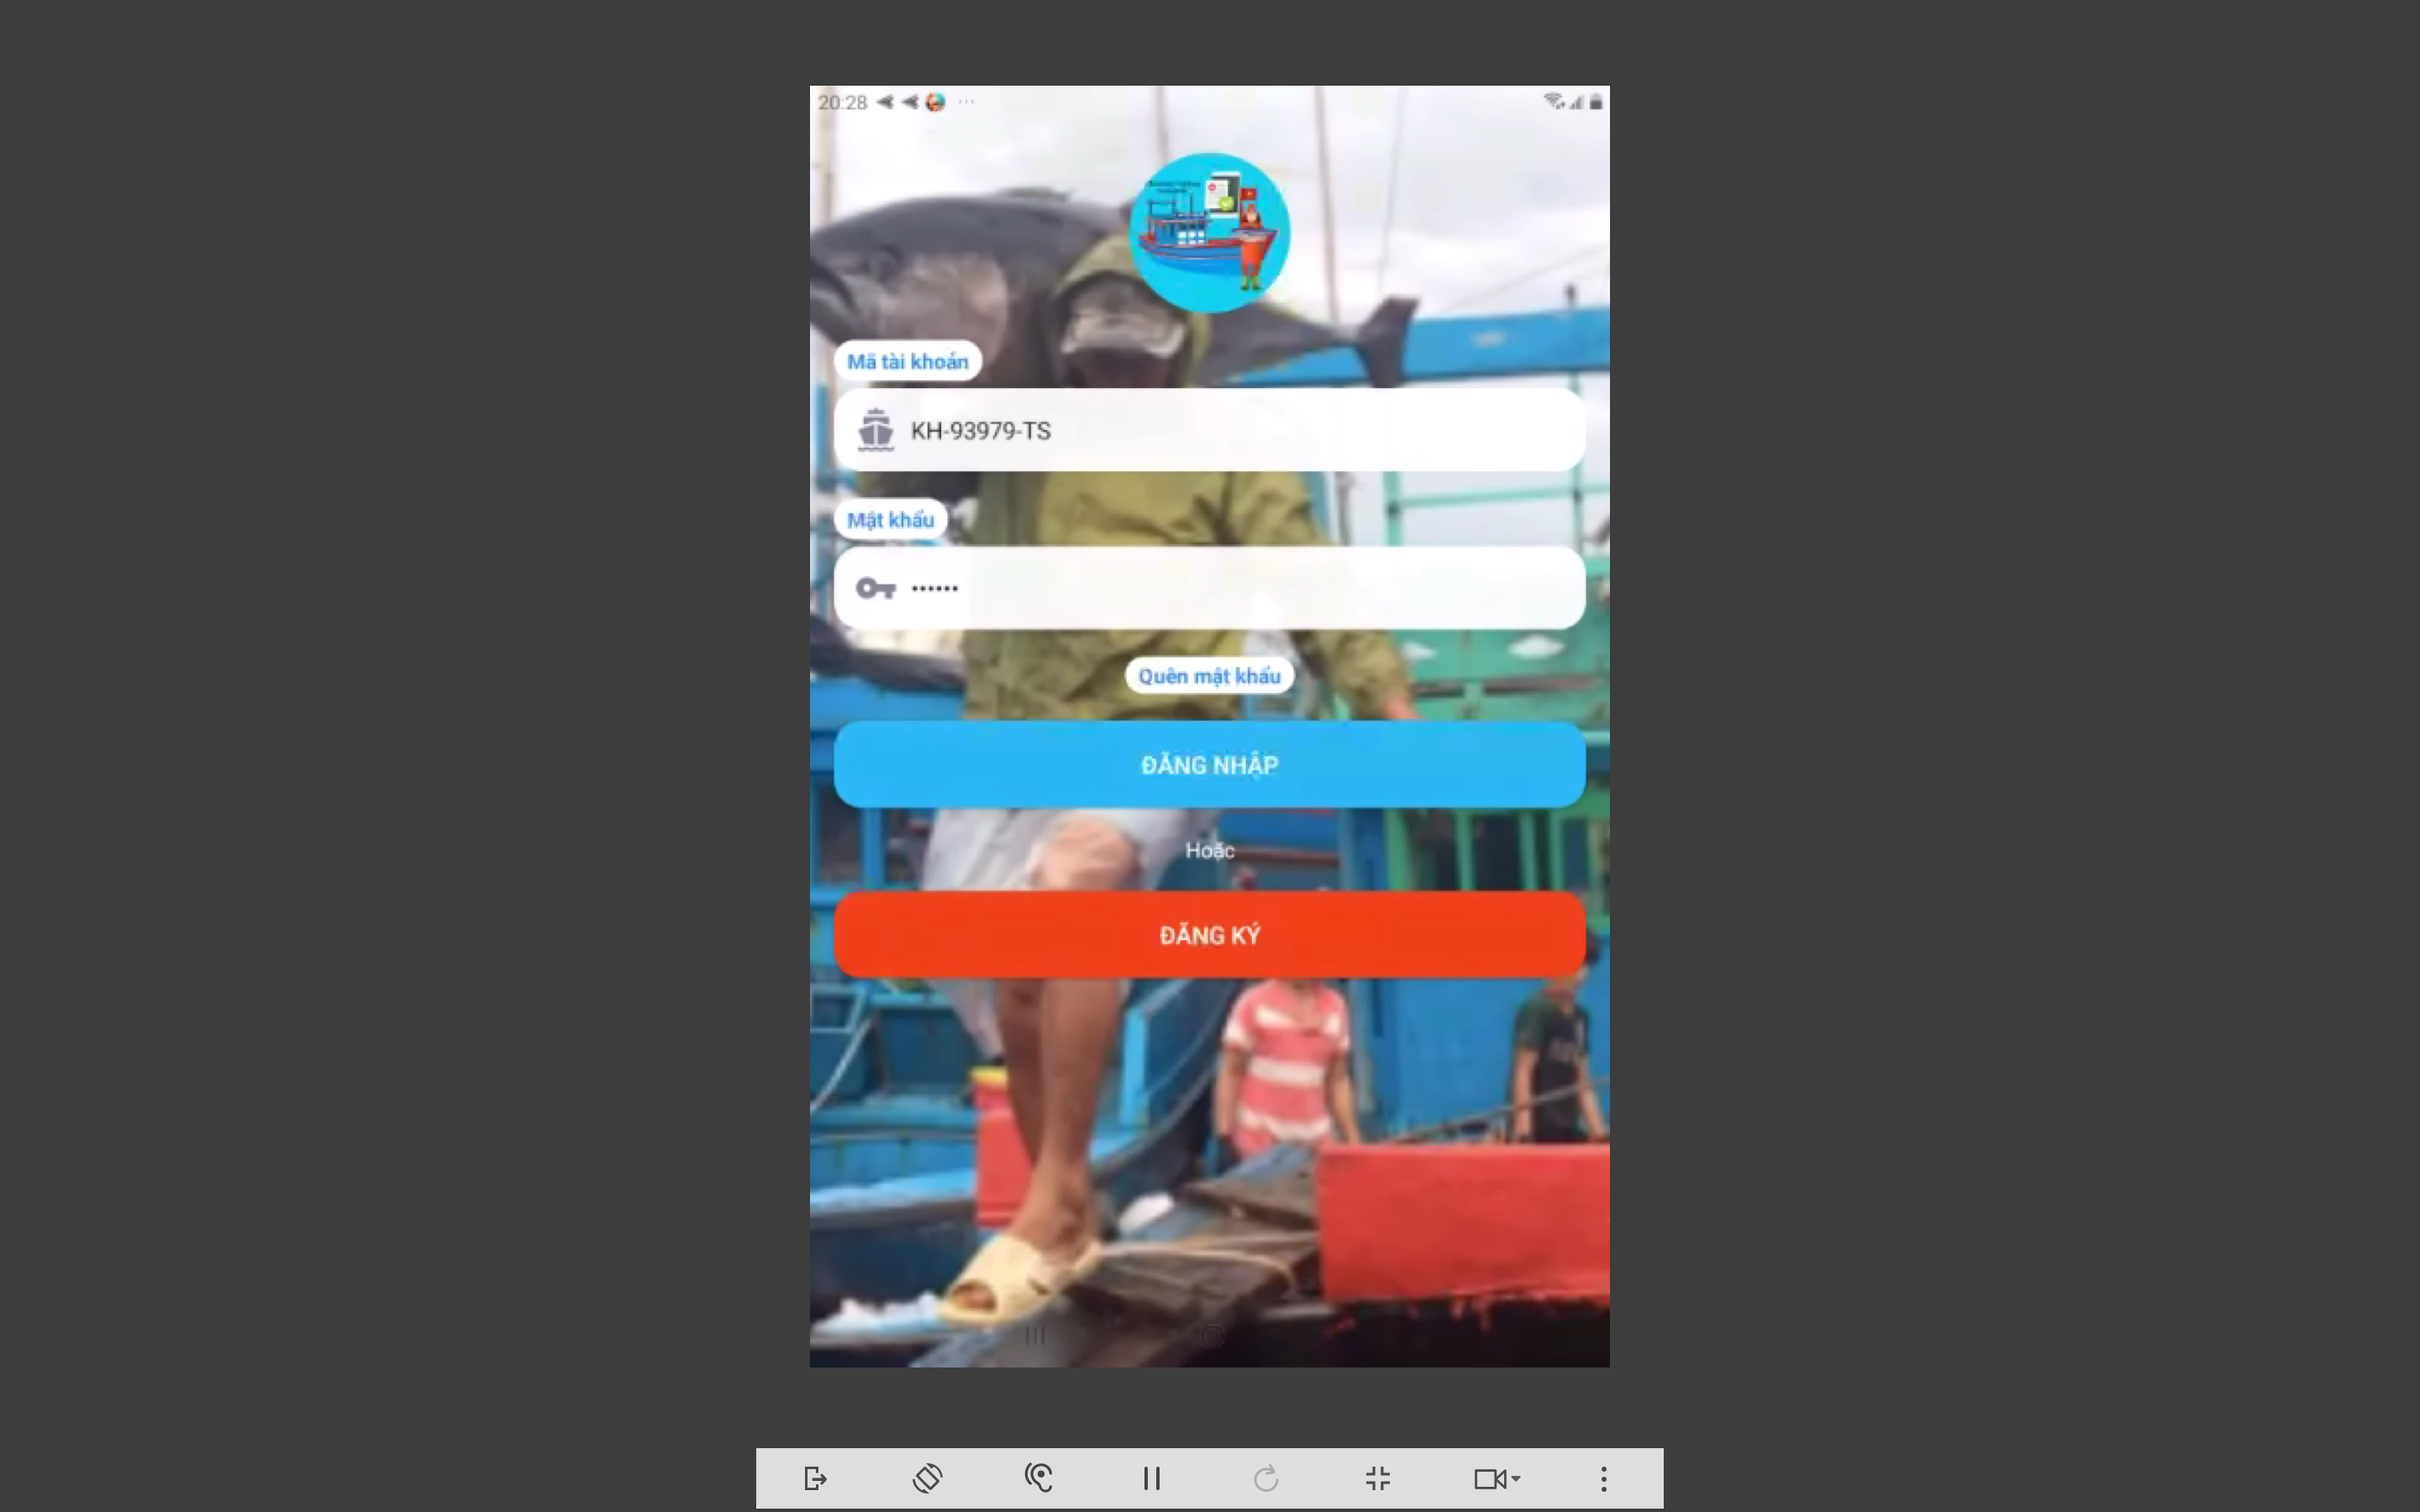 20:28
Mã tài khoản
KH-93979-TS
Mật khẩu
••••••
Quên mật khẩu
ĐĂNG NHẬP
Hoặc
ĐĂNG KÝ